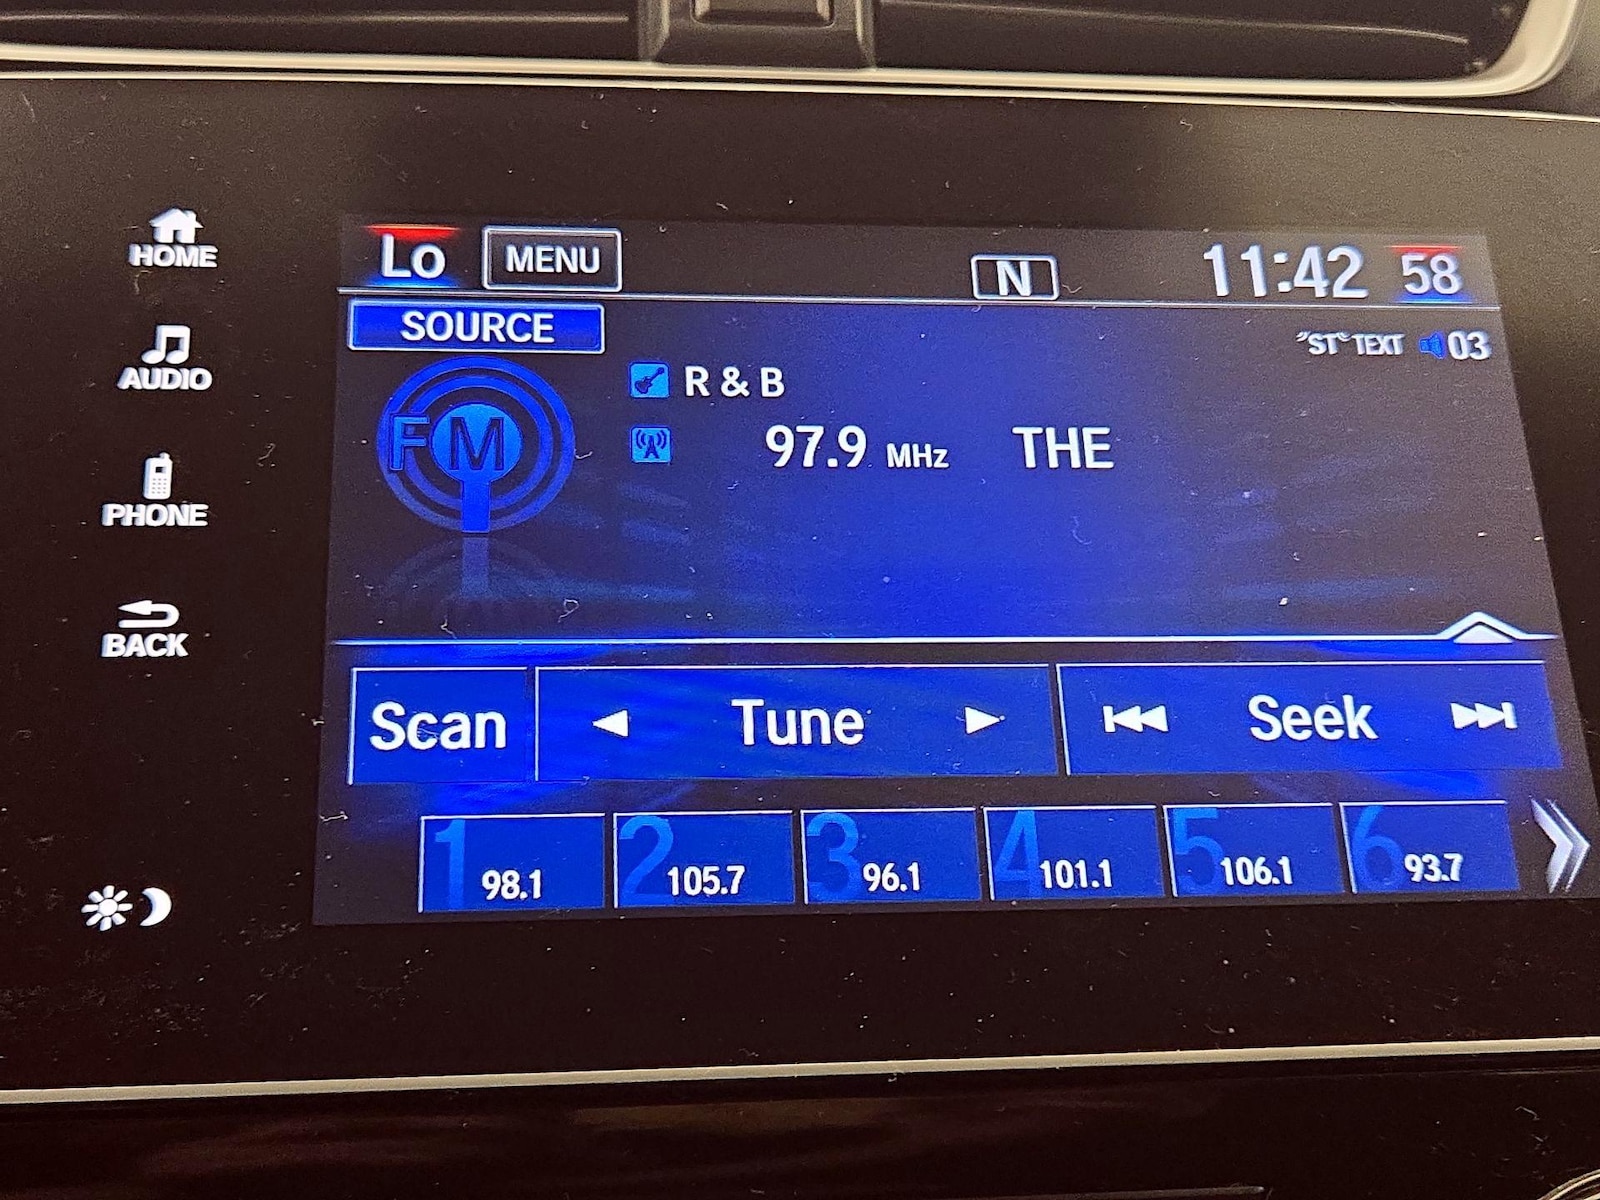 HOME
AUDIO
PHONE
BACK
Lo MENU N 11:42 58
SOURCE
"ST" TEXT 03
FM
R & B
97.9 MHz THE
Scan Tune Seek
1 98.1
2 105.7
3 96.1
4 101.1
5 106.1
6 93.7